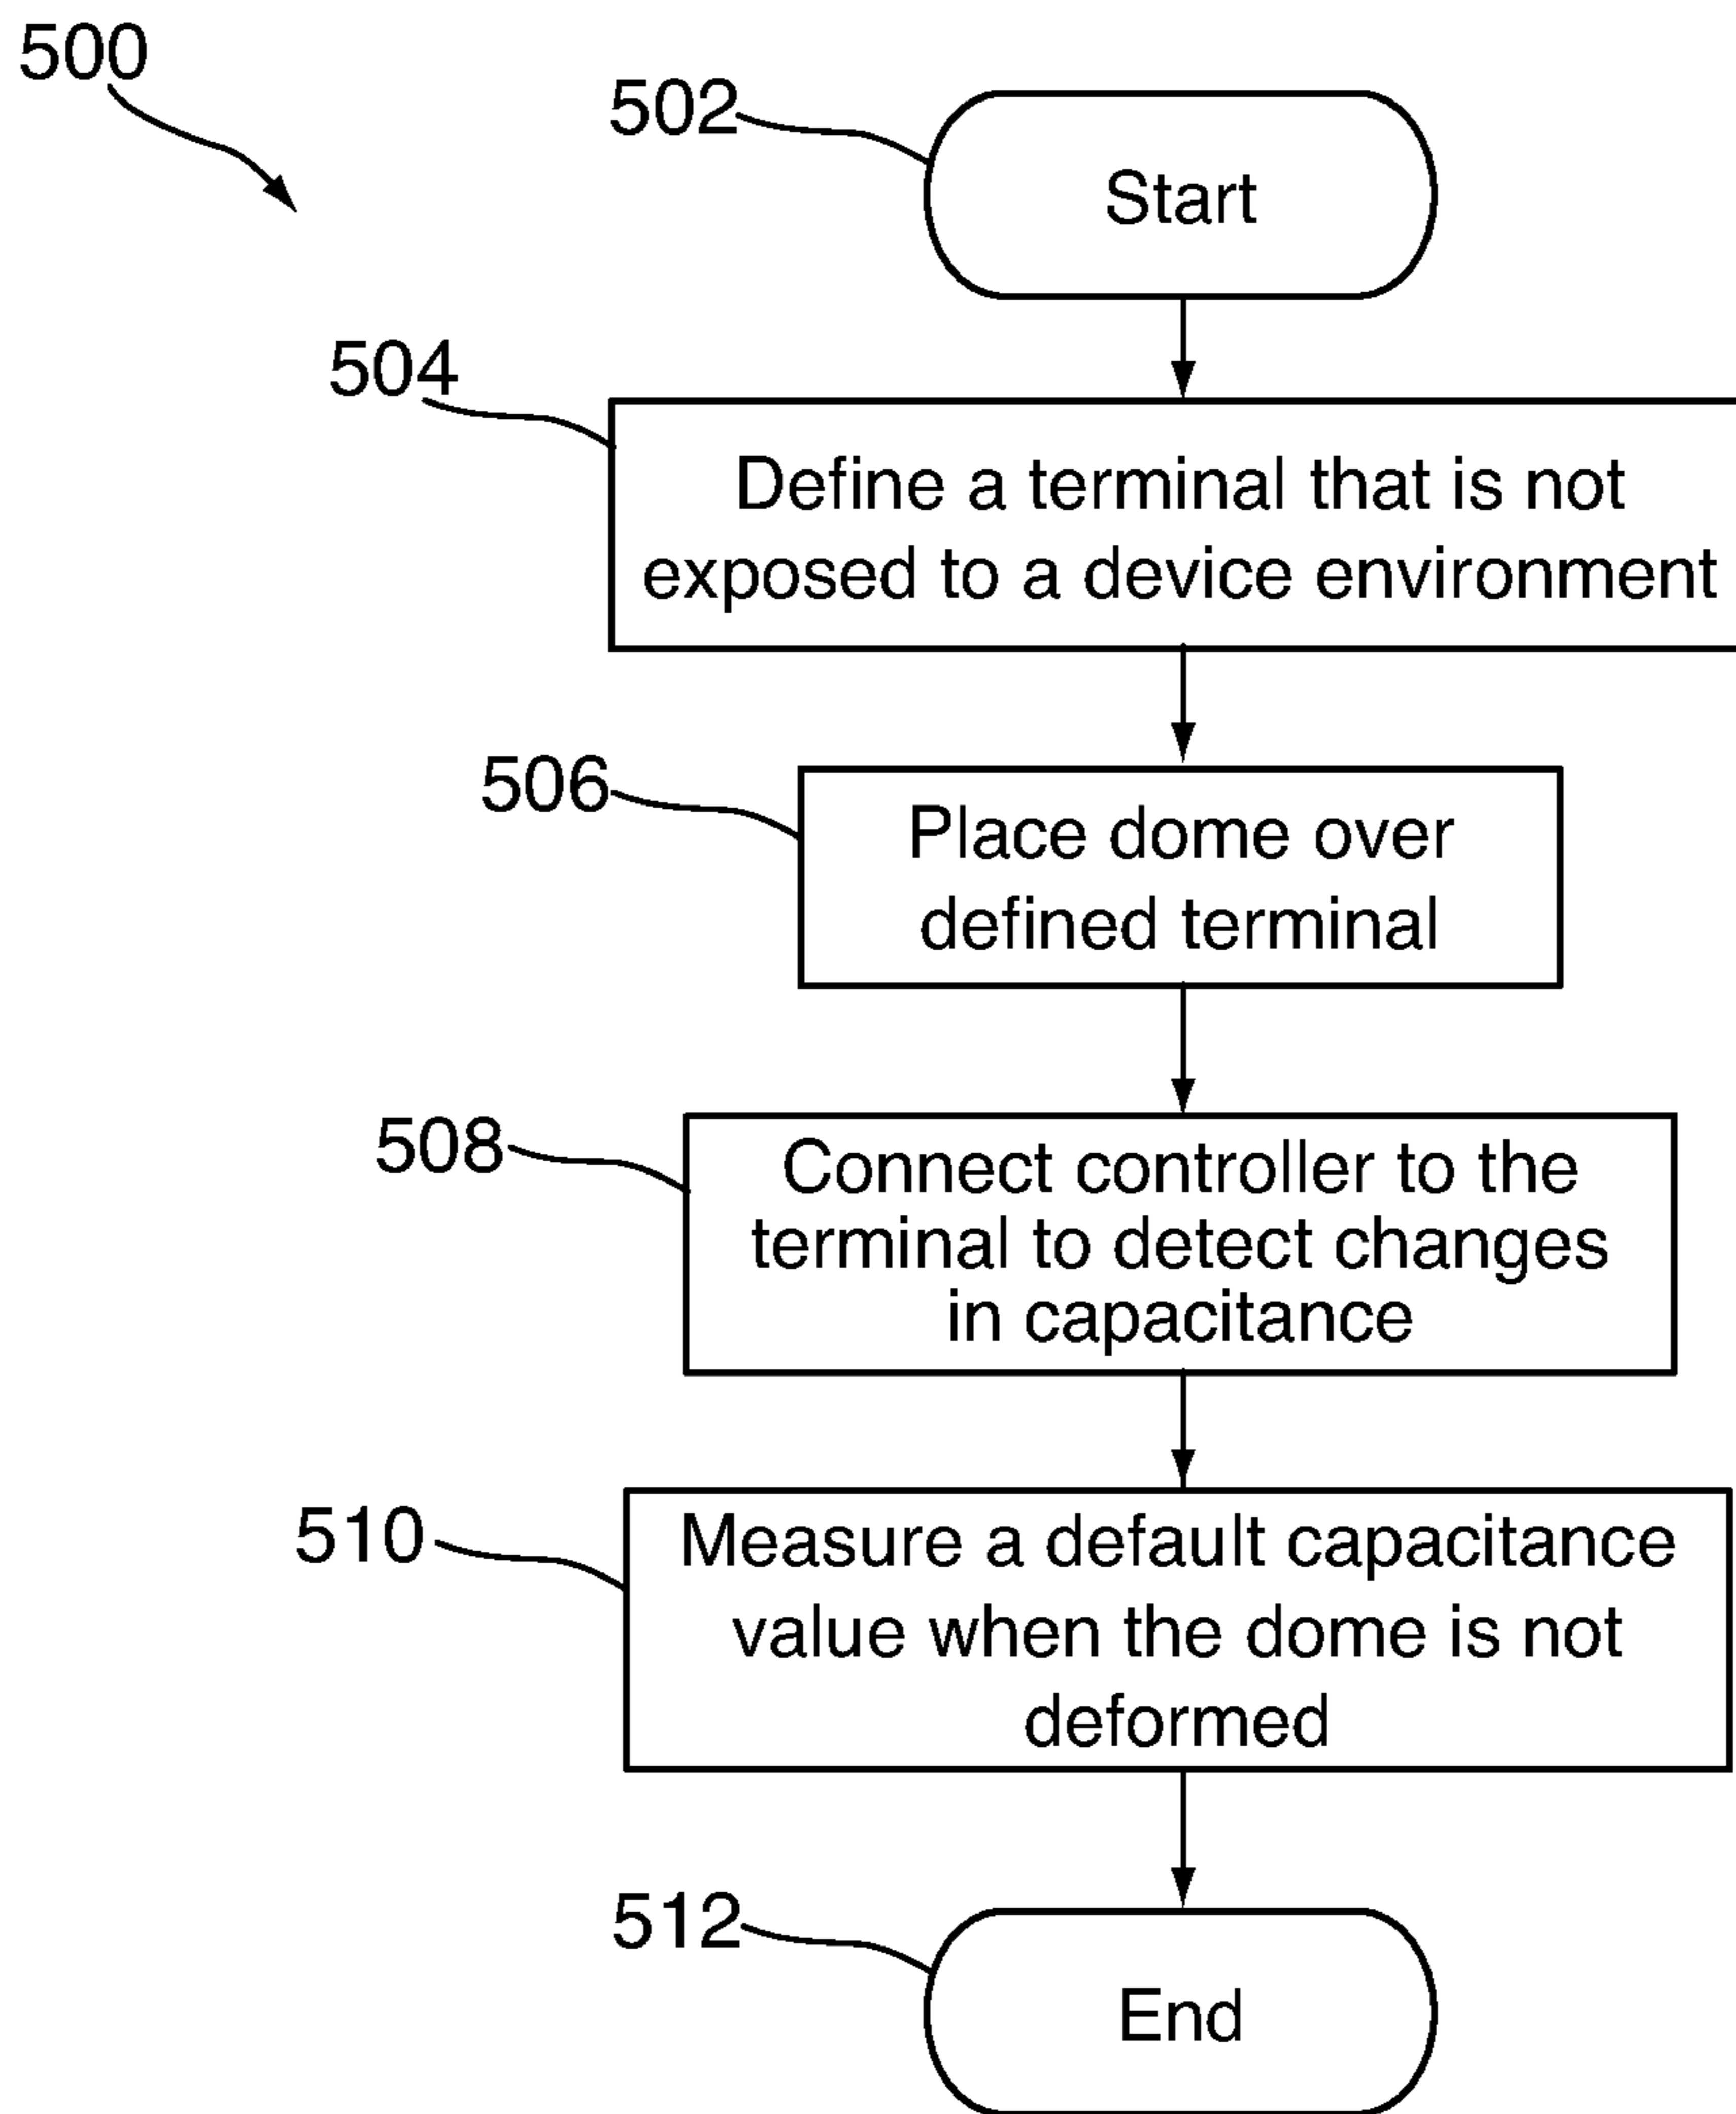 500
502
Start
504
Define a terminal that is not
exposed to a device environment
506
Place dome over
defined terminal
508
Connect controller to the
terminal to detect changes
in capacitance
510
Measure a default capacitance
value when the dome is not
deformed
512
End